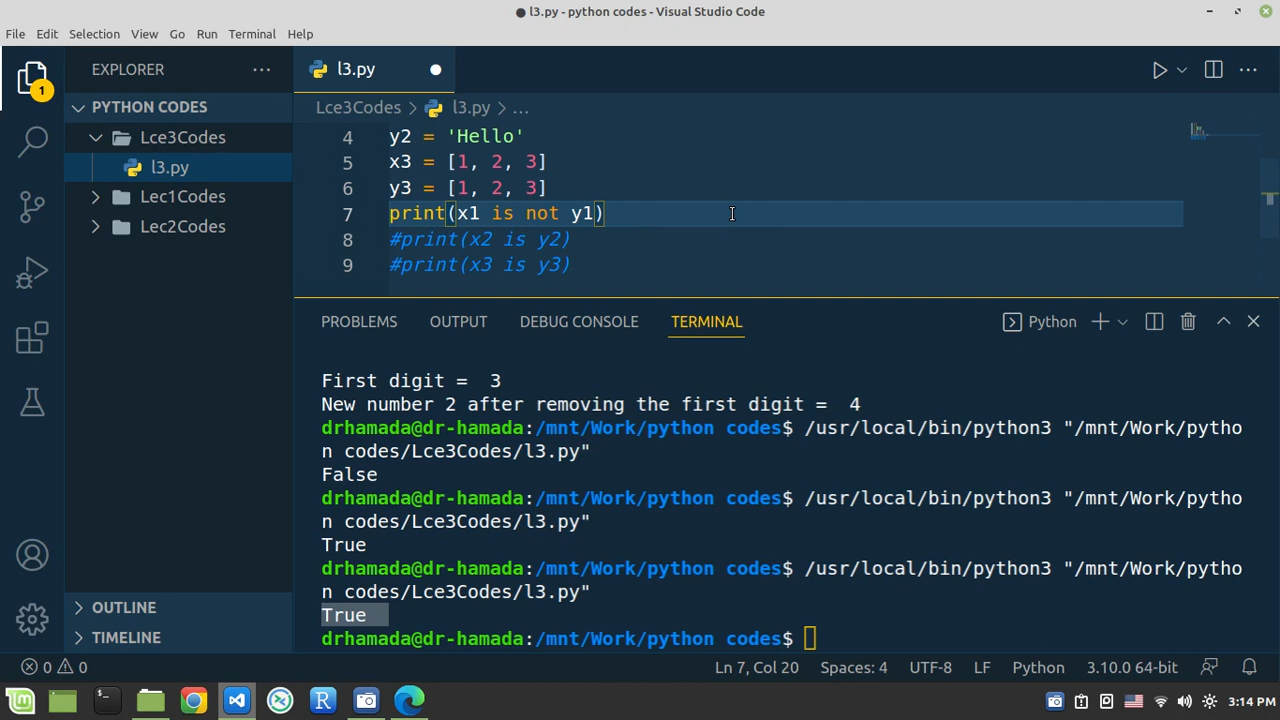 l3.py - python codes - Visual Studio Code
File Edit Selection View Go Run Terminal Help
1
EXPLORER
PYTHON CODES
Lce3Codes
l3.py
Lec1Codes
Lec2Codes
OUTLINE
TIMELINE
l3.py
Lce3Codes > l3.py > ...
4 y2 = 'Hello'
5 x3 = [1, 2, 3]
6 y3 = [1, 2, 3]
7 print(x1 is not y1)
8 #print(x2 is y2)
9 #print(x3 is y3)
PROBLEMS OUTPUT DEBUG CONSOLE TERMINAL Python
First digit =  3
New number 2 after removing the first digit =  4
drhamada@dr-hamada:/mnt/Work/python codes$ /usr/local/bin/python3 "/mnt/Work/pytho
n codes/Lce3Codes/l3.py"
False
drhamada@dr-hamada:/mnt/Work/python codes$ /usr/local/bin/python3 "/mnt/Work/pytho
n codes/Lce3Codes/l3.py"
True
drhamada@dr-hamada:/mnt/Work/python codes$ /usr/local/bin/python3 "/mnt/Work/pytho
n codes/Lce3Codes/l3.py"
True
drhamada@dr-hamada:/mnt/Work/python codes$
0 0 Ln 7, Col 20 Spaces: 4 UTF-8 LF Python 3.10.0 64-bit
R 3:14 PM